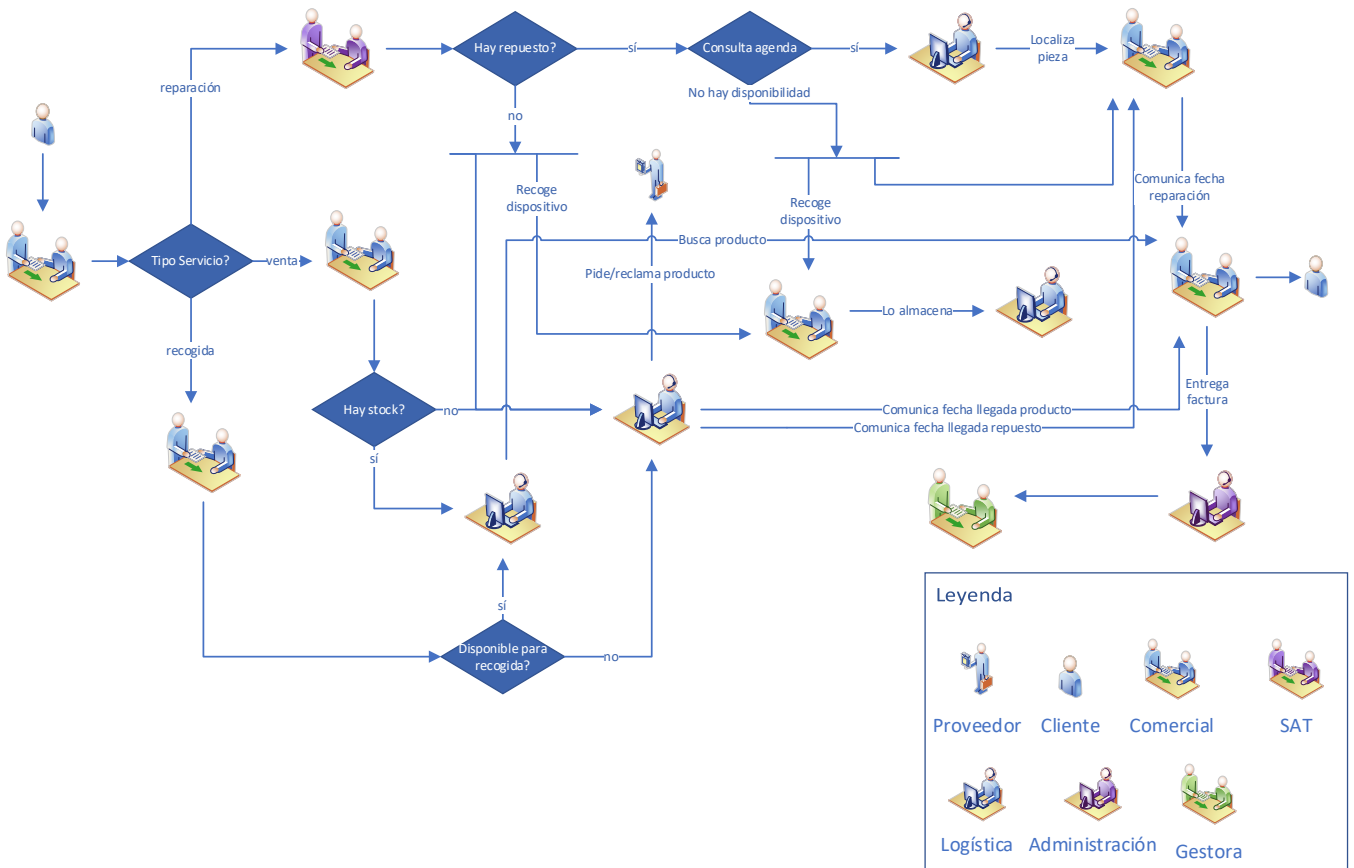 Hay repuesto?
sí
Consulta agenda
sí
Localiza
pieza
reparación
No hay disponibilidad
no
Recoge
dispositivo
Recoge
dispositivo
Comunica fecha
reparación
Tipo Servicio?
venta
Busca producto
Pide/reclama producto
Lo almacena
recogida
Hay stock?
no
Comunica fecha llegada producto
Comunica fecha llegada repuesto
Entrega
factura
sí
sí
Disponible para
recogida?
no
Leyenda
Proveedor
Cliente
Comercial
SAT
Logística
Administración
Gestora